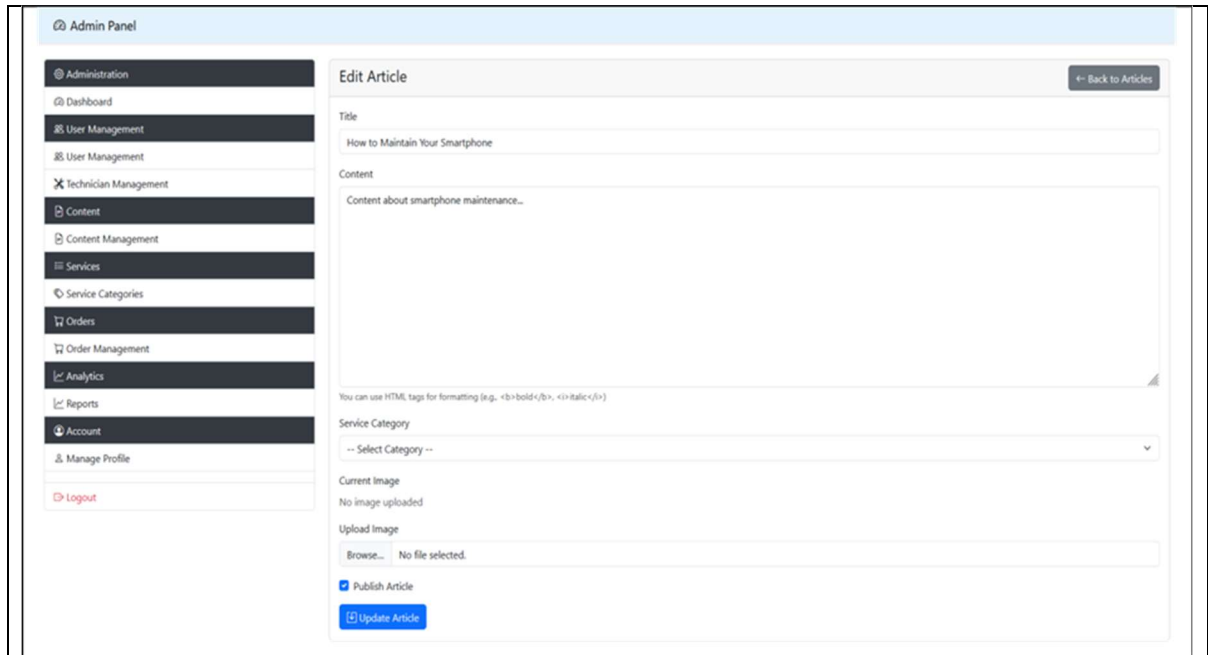 Admin Panel
Administration
Dashboard
User Management
User Management
Technician Management
Content
Content Management
Services
Service Categories
Orders
Order Management
Analytics
Reports
Account
Manage Profile
Logout
Edit Article
← Back to Articles
Title
How to Maintain Your Smartphone
Content
Content about smartphone maintenance...
You can use HTML tags for formatting (e.g., <b>bold</b>, <i>italic</i>)
Service Category
-- Select Category --
Current Image
No image uploaded
Upload Image
Browse... No file selected.
Publish Article
Update Article